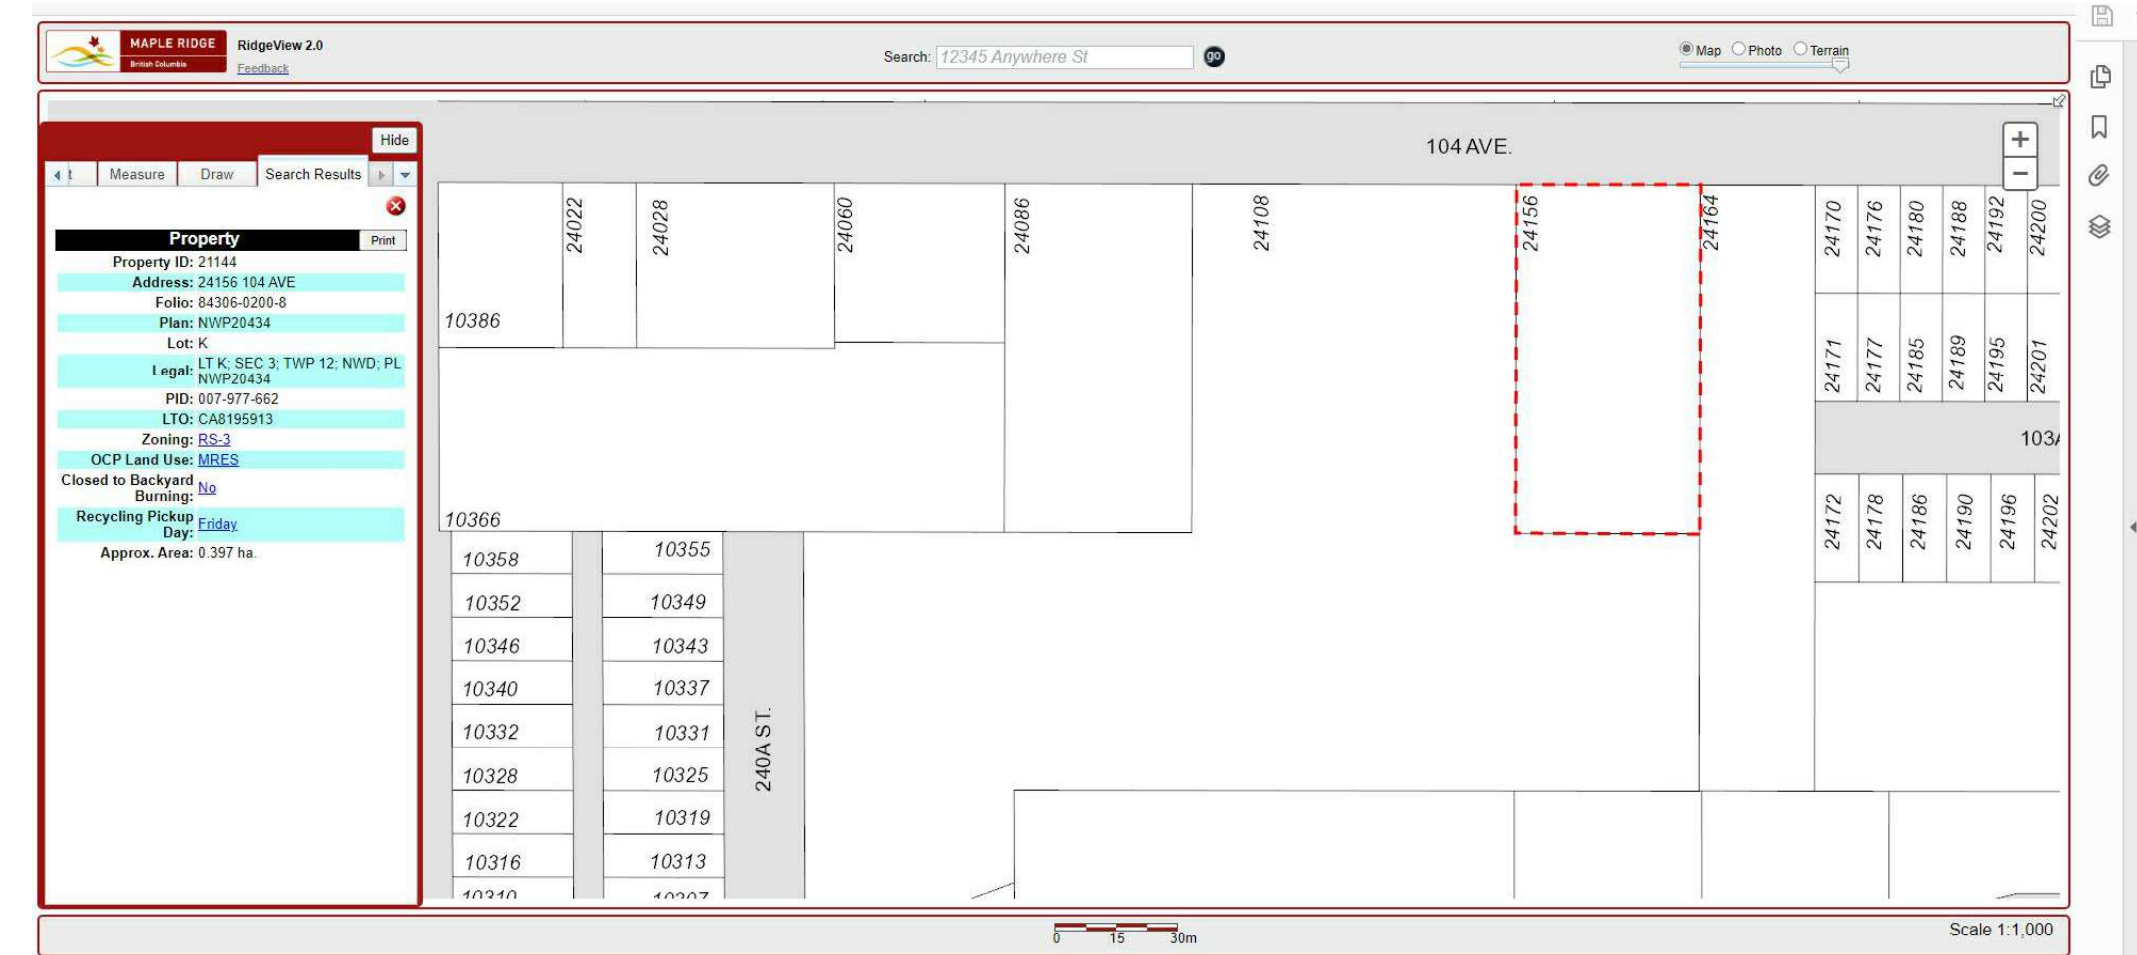 MAPLE RIDGE
British Columbia
RidgeView 2.0
Feedback
Search: 12345 Anywhere St
go
Map Photo Terrain
Hide
t Measure Draw Search Results
Property
Print
Property ID: 21144
Address: 24156 104 AVE
Folio: 84306-0200-8
Plan: NWP20434
Lot: K
Legal: LT K; SEC 3; TWP 12; NWD; PL
NWP20434
PID: 007-977-662
LTO: CA8195913
Zoning: RS-3
OCP Land Use: MRES
Closed to Backyard
Burning: No
Recycling Pickup
Day: Friday
Approx. Area: 0.397 ha.
104 AVE.
+
−
24022
24028
24060
24086
24108
24156
24164
24170
24176
24180
24188
24192
24200
10386
24171
24177
24185
24189
24195
24201
103A
10366
24172
24178
24186
24190
24196
24202
10358
10355
10352
10349
10346
10343
10340
10337
10332
10331
240A ST.
10328
10325
10322
10319
10316
10313
10310
10307
0 15 30m
Scale 1:1,000